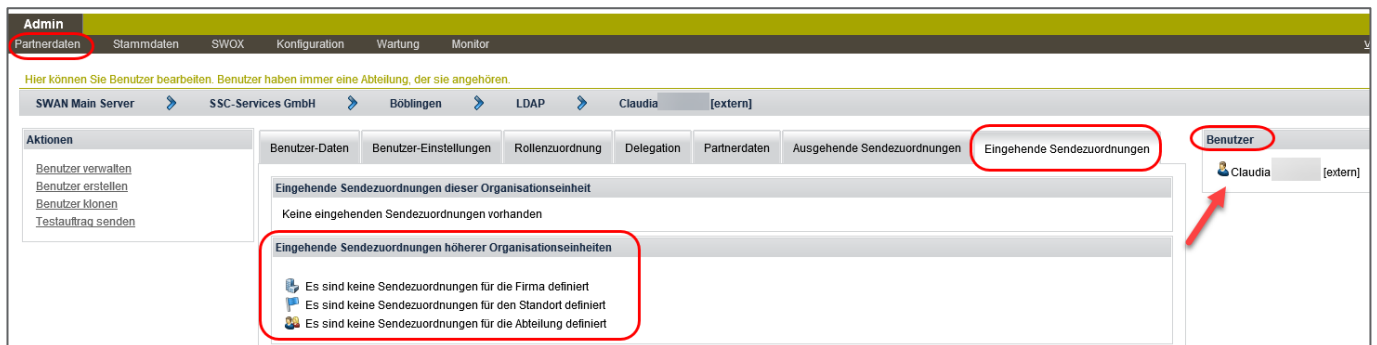 Admin
Partnerdaten Stammdaten SWOX Konfiguration Wartung Monitor
Hier können Sie Benutzer bearbeiten. Benutzer haben immer eine Abteilung, der sie angehören.
SWAN Main Server SSC-Services GmbH Böblingen LDAP Claudia [extern]
Aktionen
Benutzer verwalten
Benutzer erstellen
Benutzer klonen
Testauftrag senden
Benutzer-Daten Benutzer-Einstellungen Rollenzuordnung Delegation Partnerdaten Ausgehende Sendezuordnungen Eingehende Sendezuordnungen
Eingehende Sendezuordnungen dieser Organisationseinheit
Keine eingehenden Sendezuordnungen vorhanden
Eingehende Sendezuordnungen höherer Organisationseinheiten
Es sind keine Sendezuordnungen für die Firma definiert
Es sind keine Sendezuordnungen für den Standort definiert
Es sind keine Sendezuordnungen für die Abteilung definiert
Benutzer
Claudia [extern]